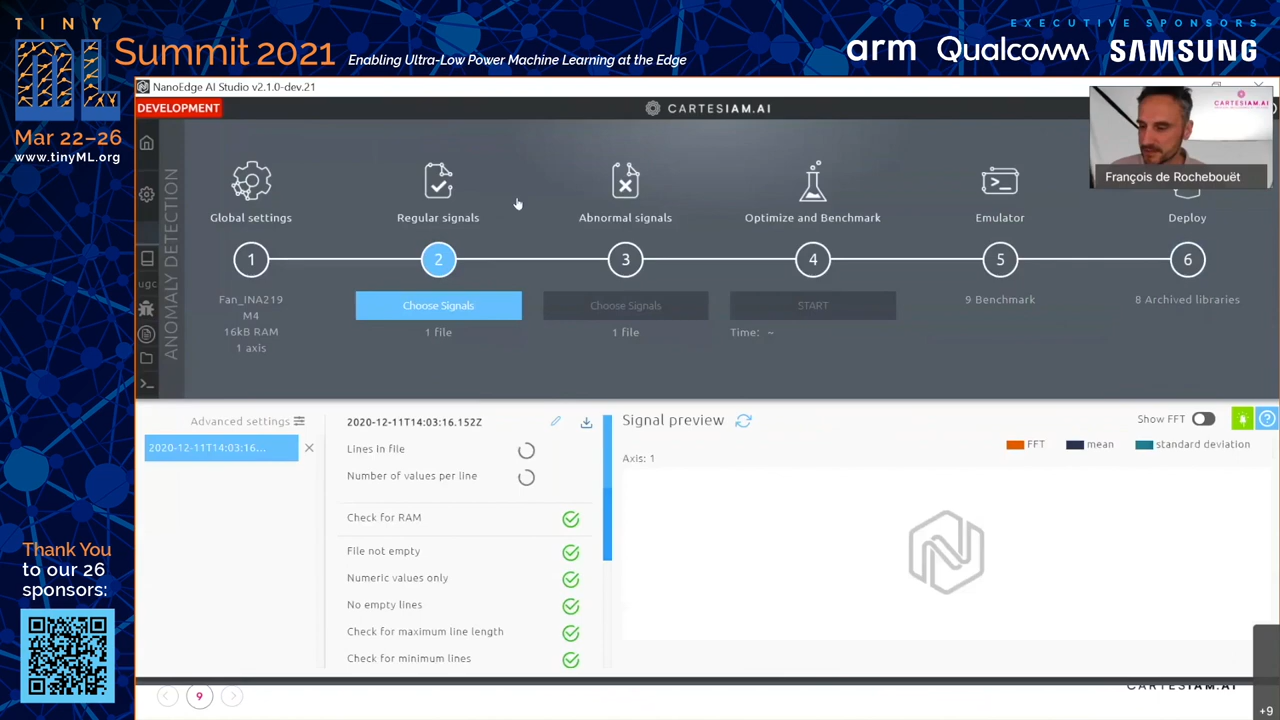 TINY
ML
Summit 2021
Enabling Ultra-Low Power Machine Learning at the Edge
EXECUTIVE SPONSORS
arm
Qualcomm
SAMSUNG
Mar 22–26
www.tinyML.org
NanoEdge AI Studio v2.1.0-dev.21
DEVELOPMENT
CARTESIAM.AI
CARTESIAM.AI
François de Rochebouët
ANOMALY DETECTION
ugc
Global settings
Regular signals
Abnormal signals
Optimize and Benchmark
Emulator
Deploy
1
2
3
4
5
6
Fan_INA219
M4
16kB RAM
1 axis
Choose Signals
1 file
Choose Signals
1 file
START
Time: ~
9 Benchmark
8 Archived libraries
Advanced settings
2020-12-11T14:03:16...
2020-12-11T14:03:16.152Z
Lines in file
Number of values per line
Check for RAM
File not empty
Numeric values only
No empty lines
Check for maximum line length
Check for minimum lines
Signal preview
Show FFT
FFT
mean
standard deviation
Axis: 1
Thank You
to our 26
sponsors:
9
CARTESIAM.AI
+9